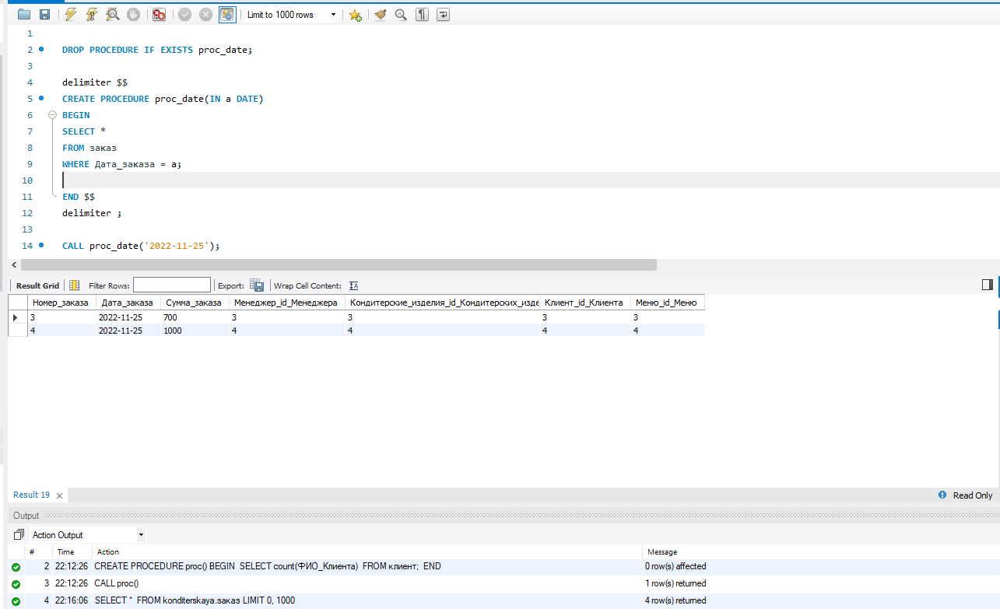 Limit to 1000 rows
1
2 DROP PROCEDURE IF EXISTS proc_date;
3
4 delimiter $$
5 CREATE PROCEDURE proc_date(IN a DATE)
6 BEGIN
7 SELECT *
8 FROM заказ
9 WHERE Дата_заказа = a;
10
11 END $$
12 delimiter ;
13
14 CALL proc_date('2022-11-25');
Result Grid Filter Rows: Export: Wrap Cell Content:
Номер_заказа Дата_заказа Сумма_заказа Менеджер_id_Менеджера Кондитерские_изделия_id_Кондитерских_изде Клиент_id_Клиента Меню_id_Меню
3 2022-11-25 700 3 3 3 3
4 2022-11-25 1000 4 4 4 4
Result 19 Read Only
Output
Action Output
# Time Action Message
2 22:12:26 CREATE PROCEDURE proc() BEGIN SELECT count(ФИО_Клиента) FROM клиент; END 0 row(s) affected
3 22:12:26 CALL proc() 1 row(s) returned
4 22:16:06 SELECT * FROM konditerskaya.заказ LIMIT 0, 1000 4 row(s) returned